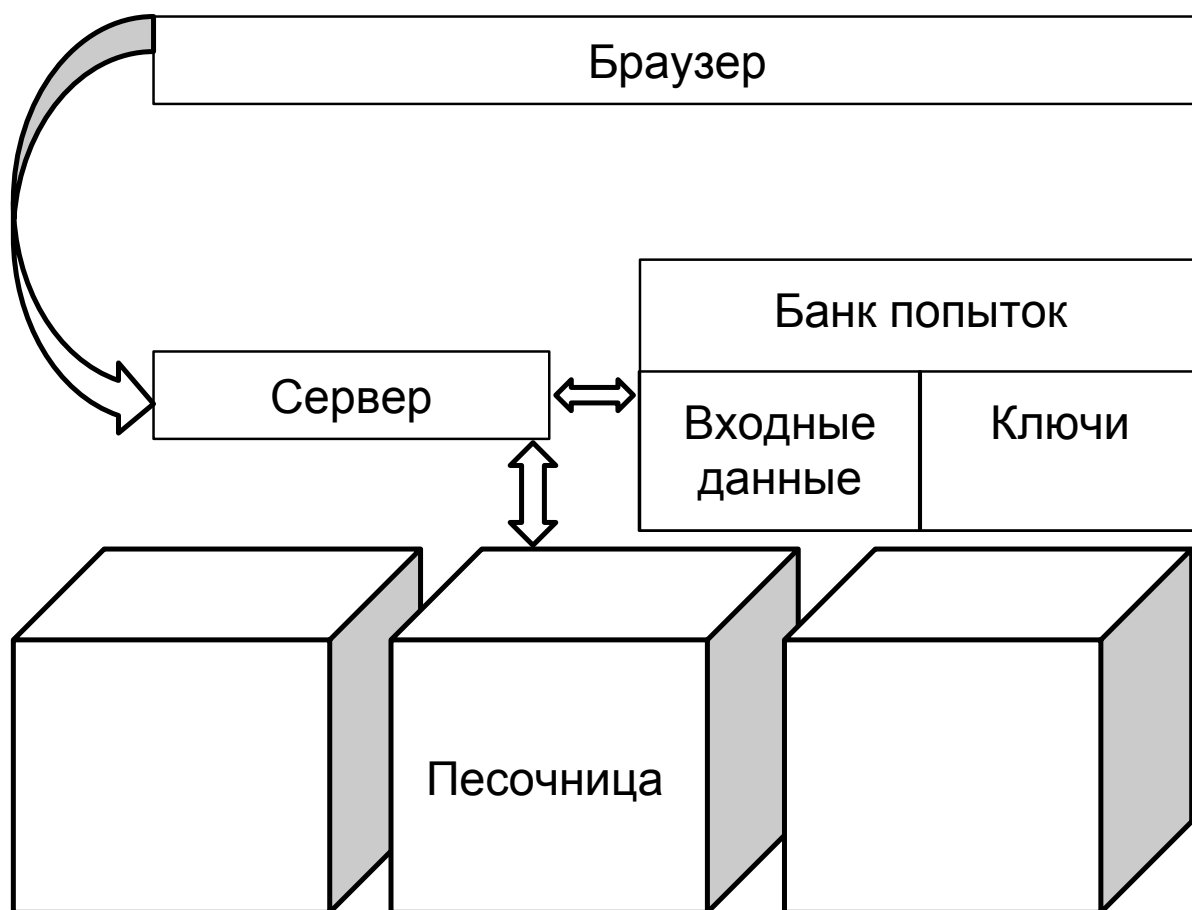 Браузер
Банк попыток
Сервер
Входные
данные
Ключи
Песочница